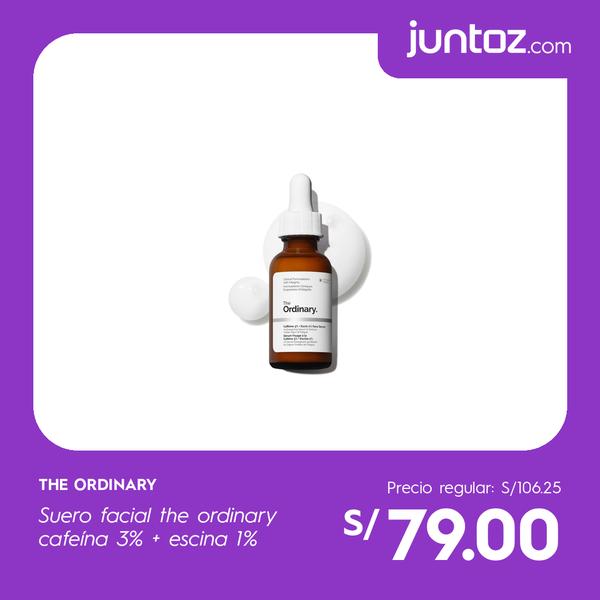 juntoz.com
The
Ordinary.
THE ORDINARY
Suero facial the ordinary
cafeína 3% + escina 1%
Precio regular: S/106.25
S/79.00